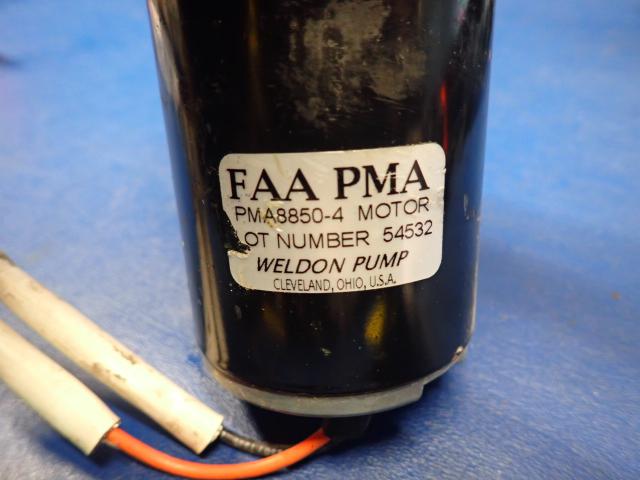 FAA PMA
PMA8850-4 MOTOR
OT NUMBER 54532
WELDON PUMP
CLEVELAND, OHIO, U.S.A.